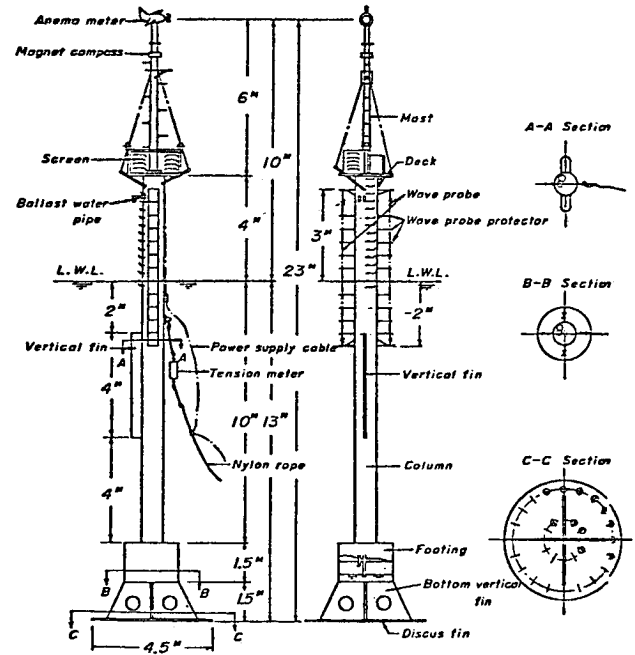 Anema meter
Magnet compass
Screen
Ballast water
pipe
L.W.L.
Vertical fin
A
A
Power supply cable
Tension meter
Nylon rope
6ᴹ
10ᴹ
4ᴹ
23ᴹ
2ᴹ
4ᴹ
10ᴹ
13ᴹ
4ᴹ
1.5ᴹ
1.5ᴹ
B
B
C
C
4.5ᴹ
Mast
Deck
Wave probe
Wave probe protector
3ᴹ
L.W.L.
-2ᴹ
Vertical fin
Column
Footing
Bottom vertical
fin
Discus fin
A-A Section
B-B Section
C-C Section